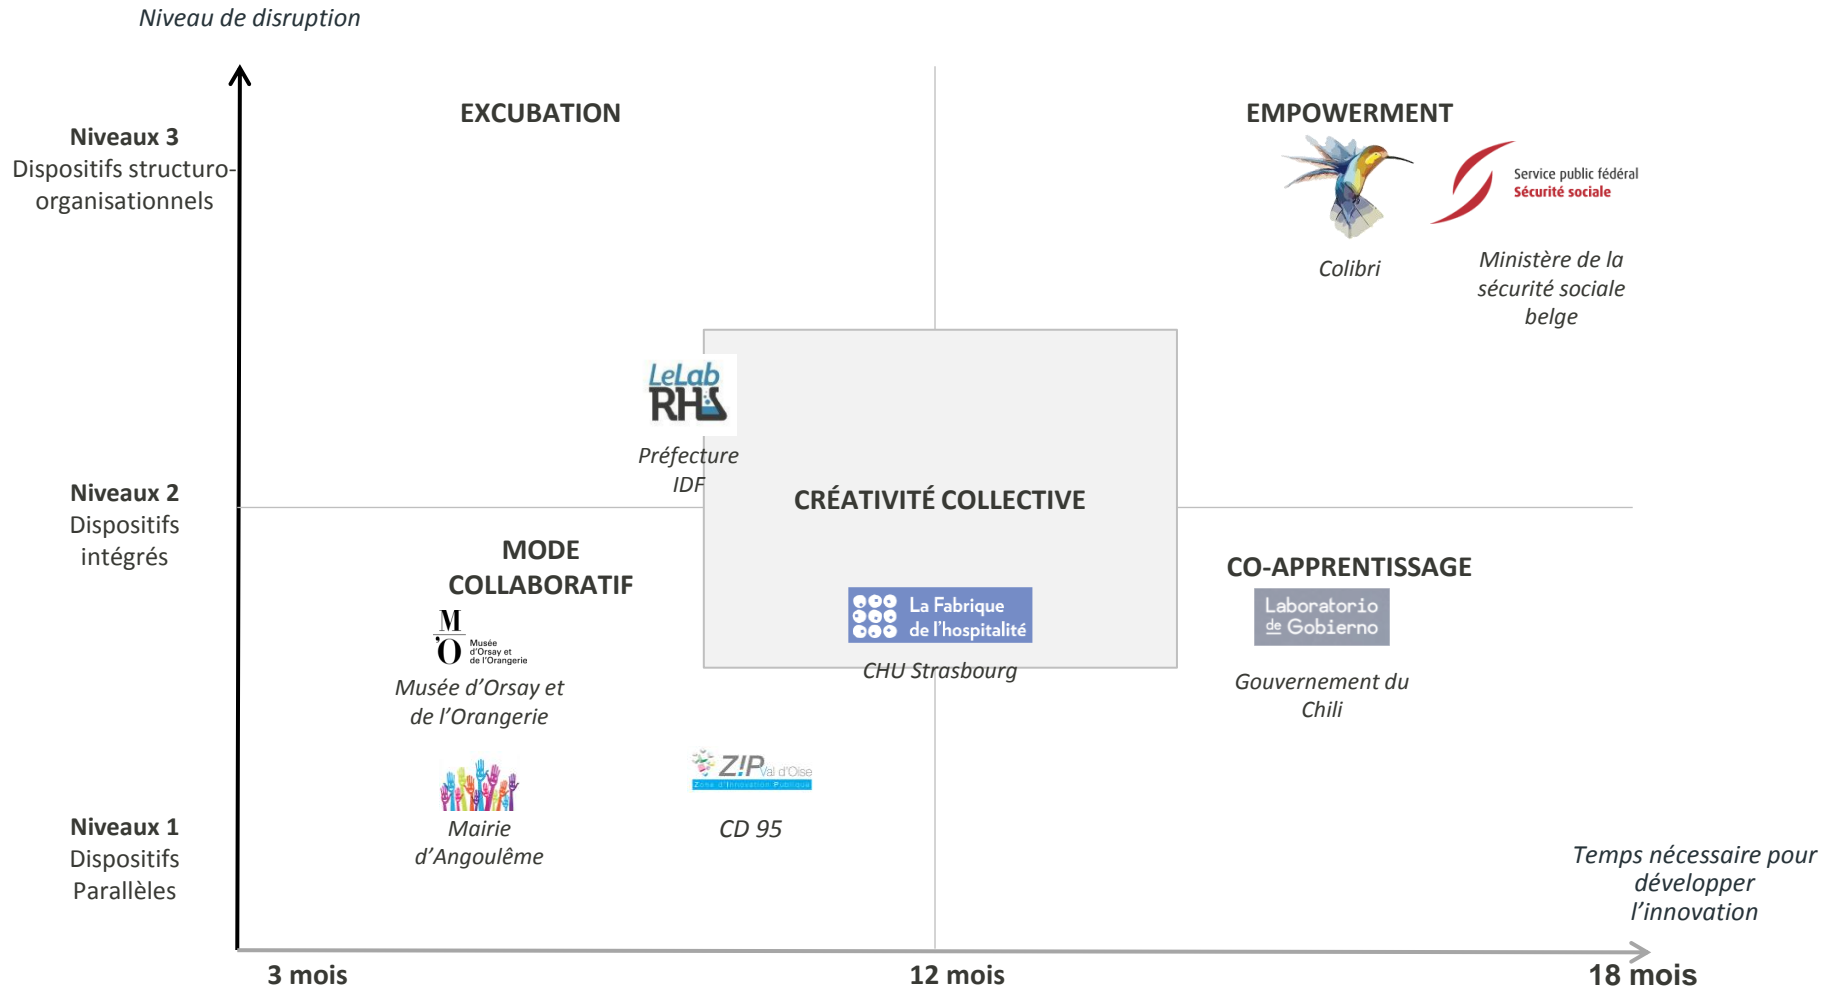 Niveau de disruption
EXCUBATION
EMPOWERMENT
Niveaux 3
Dispositifs structuro-
organisationnels
Service public fédéral
Sécurité sociale
Colibri
Ministère de la
sécurité sociale
belge
LeLab
RH
Préfecture
IDF
Niveaux 2
Dispositifs
intégrés
CRÉATIVITÉ COLLECTIVE
MODE
COLLABORATIF
CO-APPRENTISSAGE
M
'O
Musée
d'Orsay et
de l'Orangerie
La Fabrique
de l'hospitalité
Laboratorio
de Gobierno
Musée d’Orsay et
de l’Orangerie
CHU Strasbourg
Gouvernement du
Chili
Z!P Val d'Oise
Zone d'Innovation Publique
Mairie
d’Angoulême
CD 95
Niveaux 1
Dispositifs
Parallèles
Temps nécessaire pour
développer
l’innovation
3 mois
12 mois
18 mois